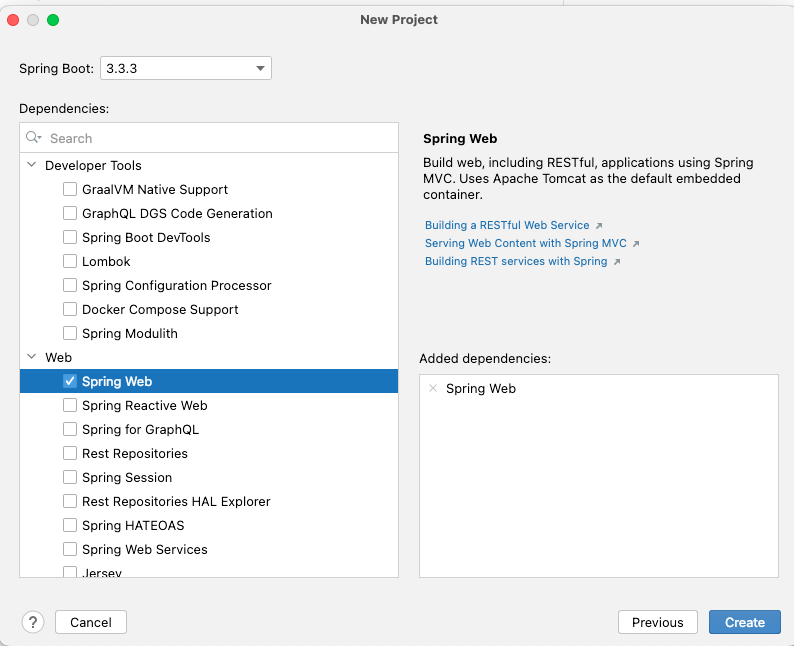 New Project
Spring Boot: 3.3.3
Dependencies:
Search
Developer Tools
GraalVM Native Support
GraphQL DGS Code Generation
Spring Boot DevTools
Lombok
Spring Configuration Processor
Docker Compose Support
Spring Modulith
Web
Spring Web
Spring Reactive Web
Spring for GraphQL
Rest Repositories
Spring Session
Rest Repositories HAL Explorer
Spring HATEOAS
Spring Web Services
Jersey
Spring Web
Build web, including RESTful, applications using Spring
MVC. Uses Apache Tomcat as the default embedded
container.
Building a RESTful Web Service
Serving Web Content with Spring MVC
Building REST services with Spring
Added dependencies:
Spring Web
?
Cancel
Previous
Create